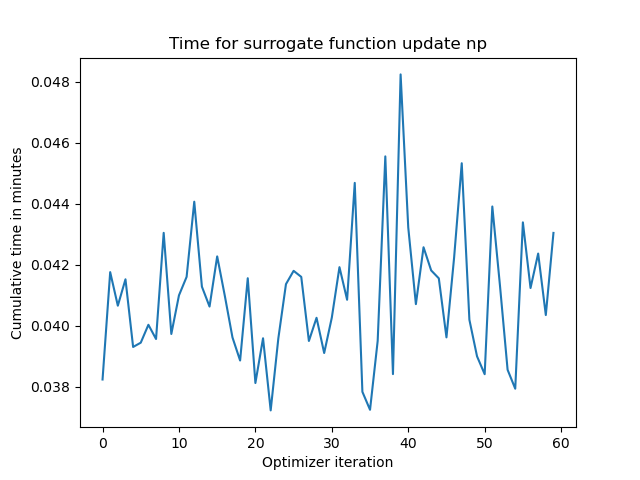 Time for surrogate function update np
Cumulative time in minutes
0.048
0.046
0.044
0.042
0.040
0.038
0 10 20 30 40 50 60
Optimizer iteration